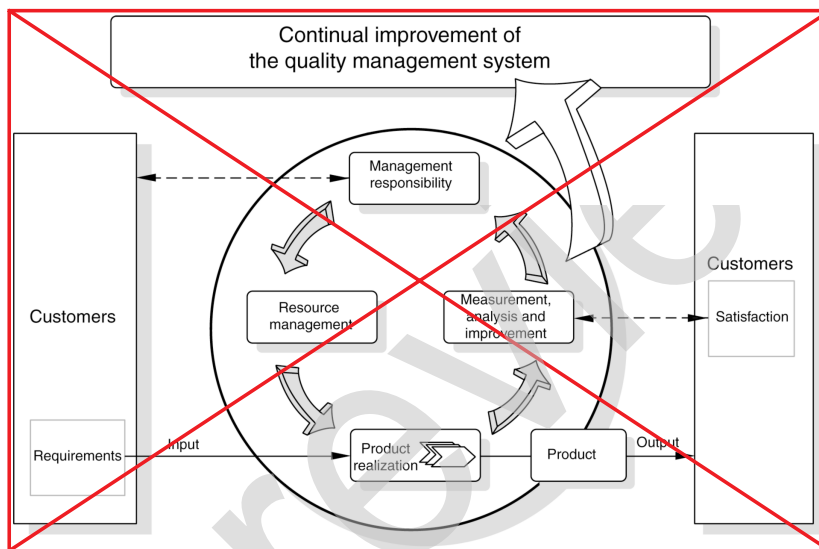 Continual improvement of
the quality management system
Management
responsibility
Customers
Customers
Resource
management
Measurement,
analysis and
improvement
Satisfaction
Requirements
Input
Product
realization
Product
Output